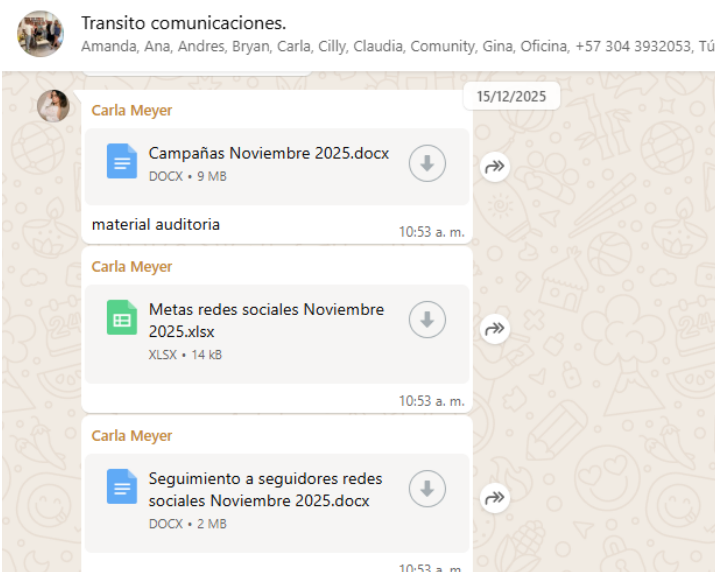 Transito comunicaciones.
Amanda, Ana, Andres, Bryan, Carla, Cilly, Claudia, Comunity, Gina, Oficina, +57 304 3932053, Tú
15/12/2025
Carla Meyer
Campañas Noviembre 2025.docx
DOCX • 9 MB
material auditoria
10:53 a. m.
Carla Meyer
Metas redes sociales Noviembre
2025.xlsx
XLSX • 14 kB
10:53 a. m.
Carla Meyer
Seguimiento a seguidores redes
sociales Noviembre 2025.docx
DOCX • 2 MB
10:53 a. m.